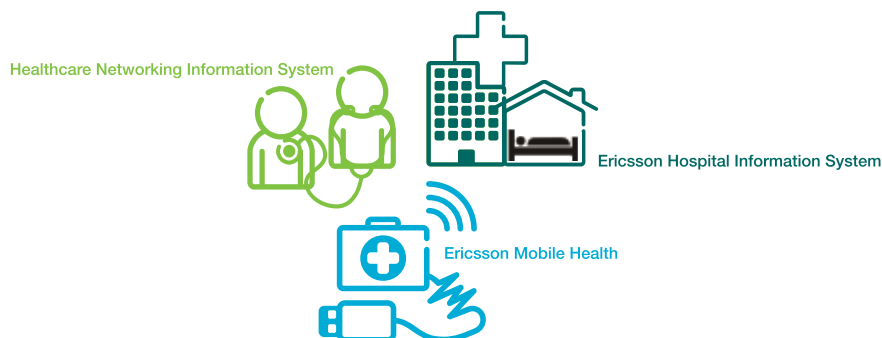 Healthcare Networking Information System
Ericsson Hospital Information System
Ericsson Mobile Health